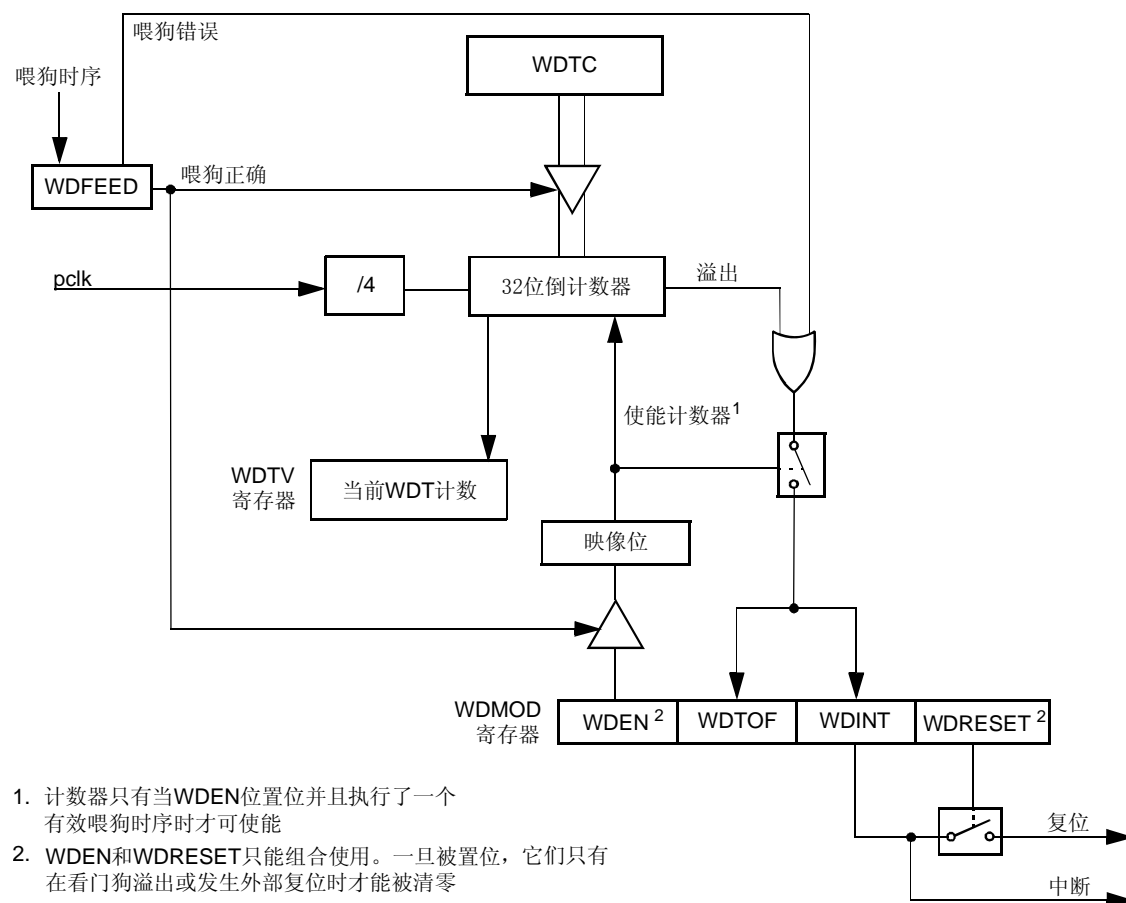 喂狗错误
喂狗时序
WDTC
WDFEED
喂狗正确
pclk
/4
32位倒计数器
溢出
使能计数器1
WDTV
寄存器
当前WDT计数
映像位
WDMOD
寄存器
WDEN 2
WDTOF
WDINT
WDRESET 2
复位
中断
1. 计数器只有当WDEN位置位并且执行了一个
有效喂狗时序时才可使能
2. WDEN和WDRESET只能组合使用。一旦被置位，它们只有
在看门狗溢出或发生外部复位时才能被清零